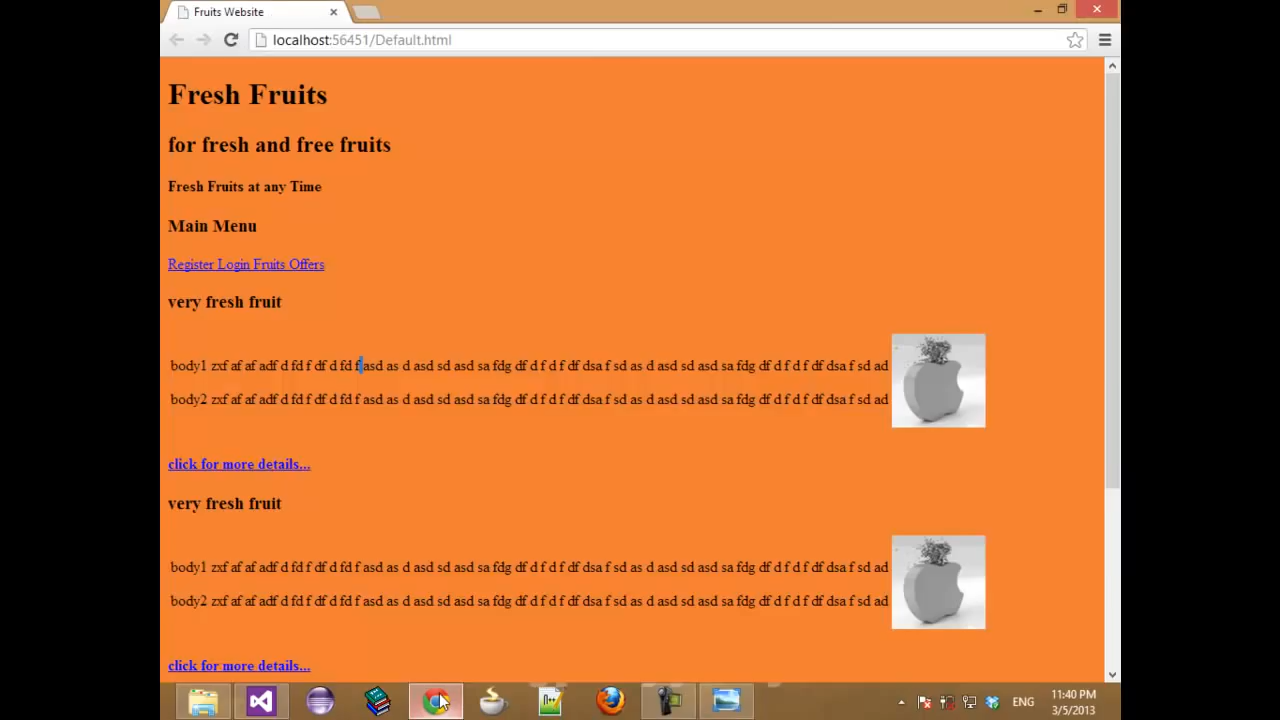 Fruits Website
localhost:56451/Default.html
Fresh Fruits
for fresh and free fruits
Fresh Fruits at any Time
Main Menu
Register Login Fruits Offers
very fresh fruit
body1 zxf af af adf d fd f df d fd f asd as d asd sd asd sa fdg df d f d f df dsa f sd as d asd sd asd sa fdg df d f d f df dsa f sd ad
body2 zxf af af adf d fd f df d fd f asd as d asd sd asd sa fdg df d f d f df dsa f sd as d asd sd asd sa fdg df d f d f df dsa f sd ad
click for more details...
very fresh fruit
body1 zxf af af adf d fd f df d fd f asd as d asd sd asd sa fdg df d f d f df dsa f sd as d asd sd asd sa fdg df d f d f df dsa f sd ad
body2 zxf af af adf d fd f df d fd f asd as d asd sd asd sa fdg df d f d f df dsa f sd as d asd sd asd sa fdg df d f d f df dsa f sd ad
click for more details...
ENG
11:40 PM
3/5/2013